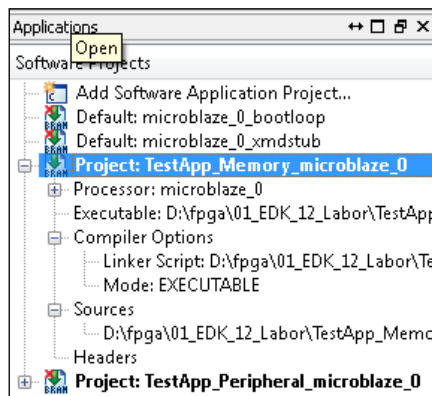 Applications
Open
Software Projects
Add Software Application Project...
Default: microblaze_0_bootloop
Default: microblaze_0_xmdstub
Project: TestApp_Memory_microblaze_0
Processor: microblaze_0
Executable: D:\fpga\01_EDK_12_Labor\TestApp
Compiler Options
Linker Script: D:\fpga\01_EDK_12_Labor\Te
Mode: EXECUTABLE
Sources
D:\fpga\01_EDK_12_Labor\TestApp_Memo
Headers
BRAM Project: TestApp_Peripheral_microblaze_0